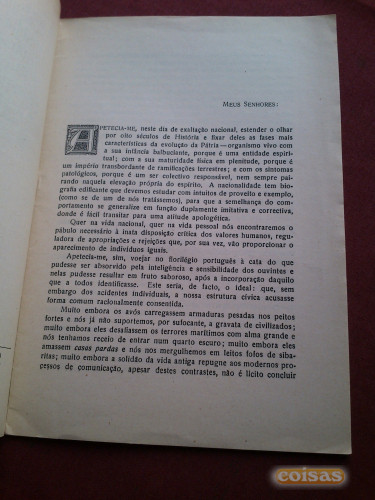 MEUS SENHORES:
APETECIA-ME, neste dia de exaltação nacional, estender o olhar
por oito séculos de História e fixar deles as fases mais
características da evolução da Pátria—organismo vivo com
a sua infância balbuciante, porque é uma entidade espiri-
tual; com a sua maturidade física em plenitude, porque é
um império transbordante de ramificações terrestres; e com os sintomas
patológicos, porque é um ser colectivo responsável, nem sempre pai-
rando naquela elevação própria do espírito. A nacionalidade tem bio-
grafia edificante que devemos estudar com intuitos de proveito e exemplo,
(como se de um de nós tratássemos), para que a semelhança do com-
portamento se generalize em função duplamente imitativa e correctiva,
donde é fácil transitar para uma atitude apologética.
Quer na vida nacional, quer na vida pessoal nós encontraremos o
pábulo necessário à inata disposição crítica dos valores humanos, regu-
ladora de apropriações e rejeições que, por sua vez, vão proporcionar o
aparecimento de indivíduos iguais.
Apetecia-me, sim, voejar no florilégio português à cata do que
pudesse ser absorvido pela inteligência e sensibilidade dos ouvintes e
nelas pudesse resultar em fruto saboroso, após a incorporação daquilo
que a todos identificasse. Este seria, de facto, o ideal: que, sem
embargo dos acidentes individuais, a nossa estrutura cívica acusasse
forma comum racionalmente consentida.
Muito embora os avós carregassem armaduras pesadas nos peitos
fortes e nós já não suportemos, por sufocante, a gravata de civilizados;
muito embora eles desafiassem os terrores marítimos com alma grande e
nós tenhamos receio de entrar num quarto escuro; muito embora eles
amassem casas pardas e nós nos mergulhemos em leitos fofos de siba-
ritas; muito embora a solidão da vida antiga repugne aos modernos pro-
cessos de comunicação, apesar destes contrastes, não é lícito concluir
coisas